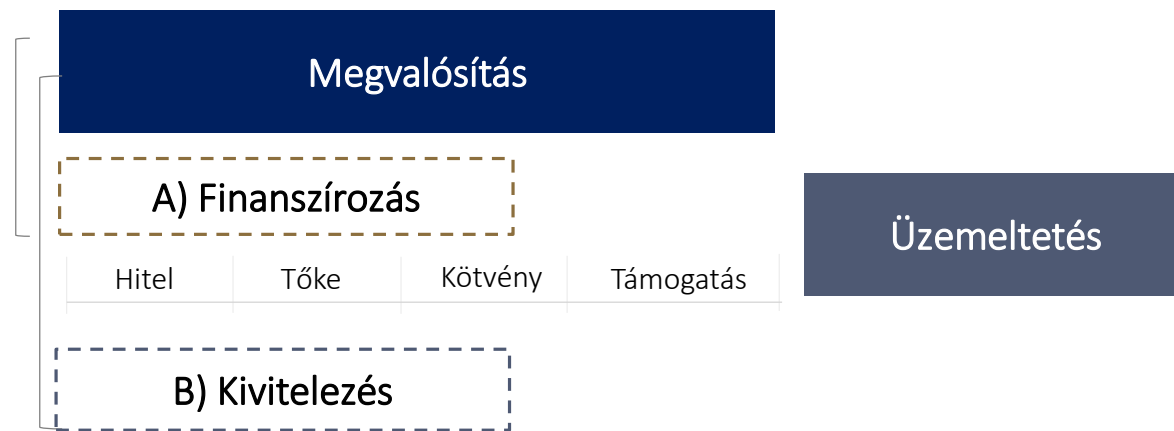 Megvalósítás
A) Finanszírozás
Üzemeltetés
Hitel Tőke Kötvény Támogatás
B) Kivitelezés